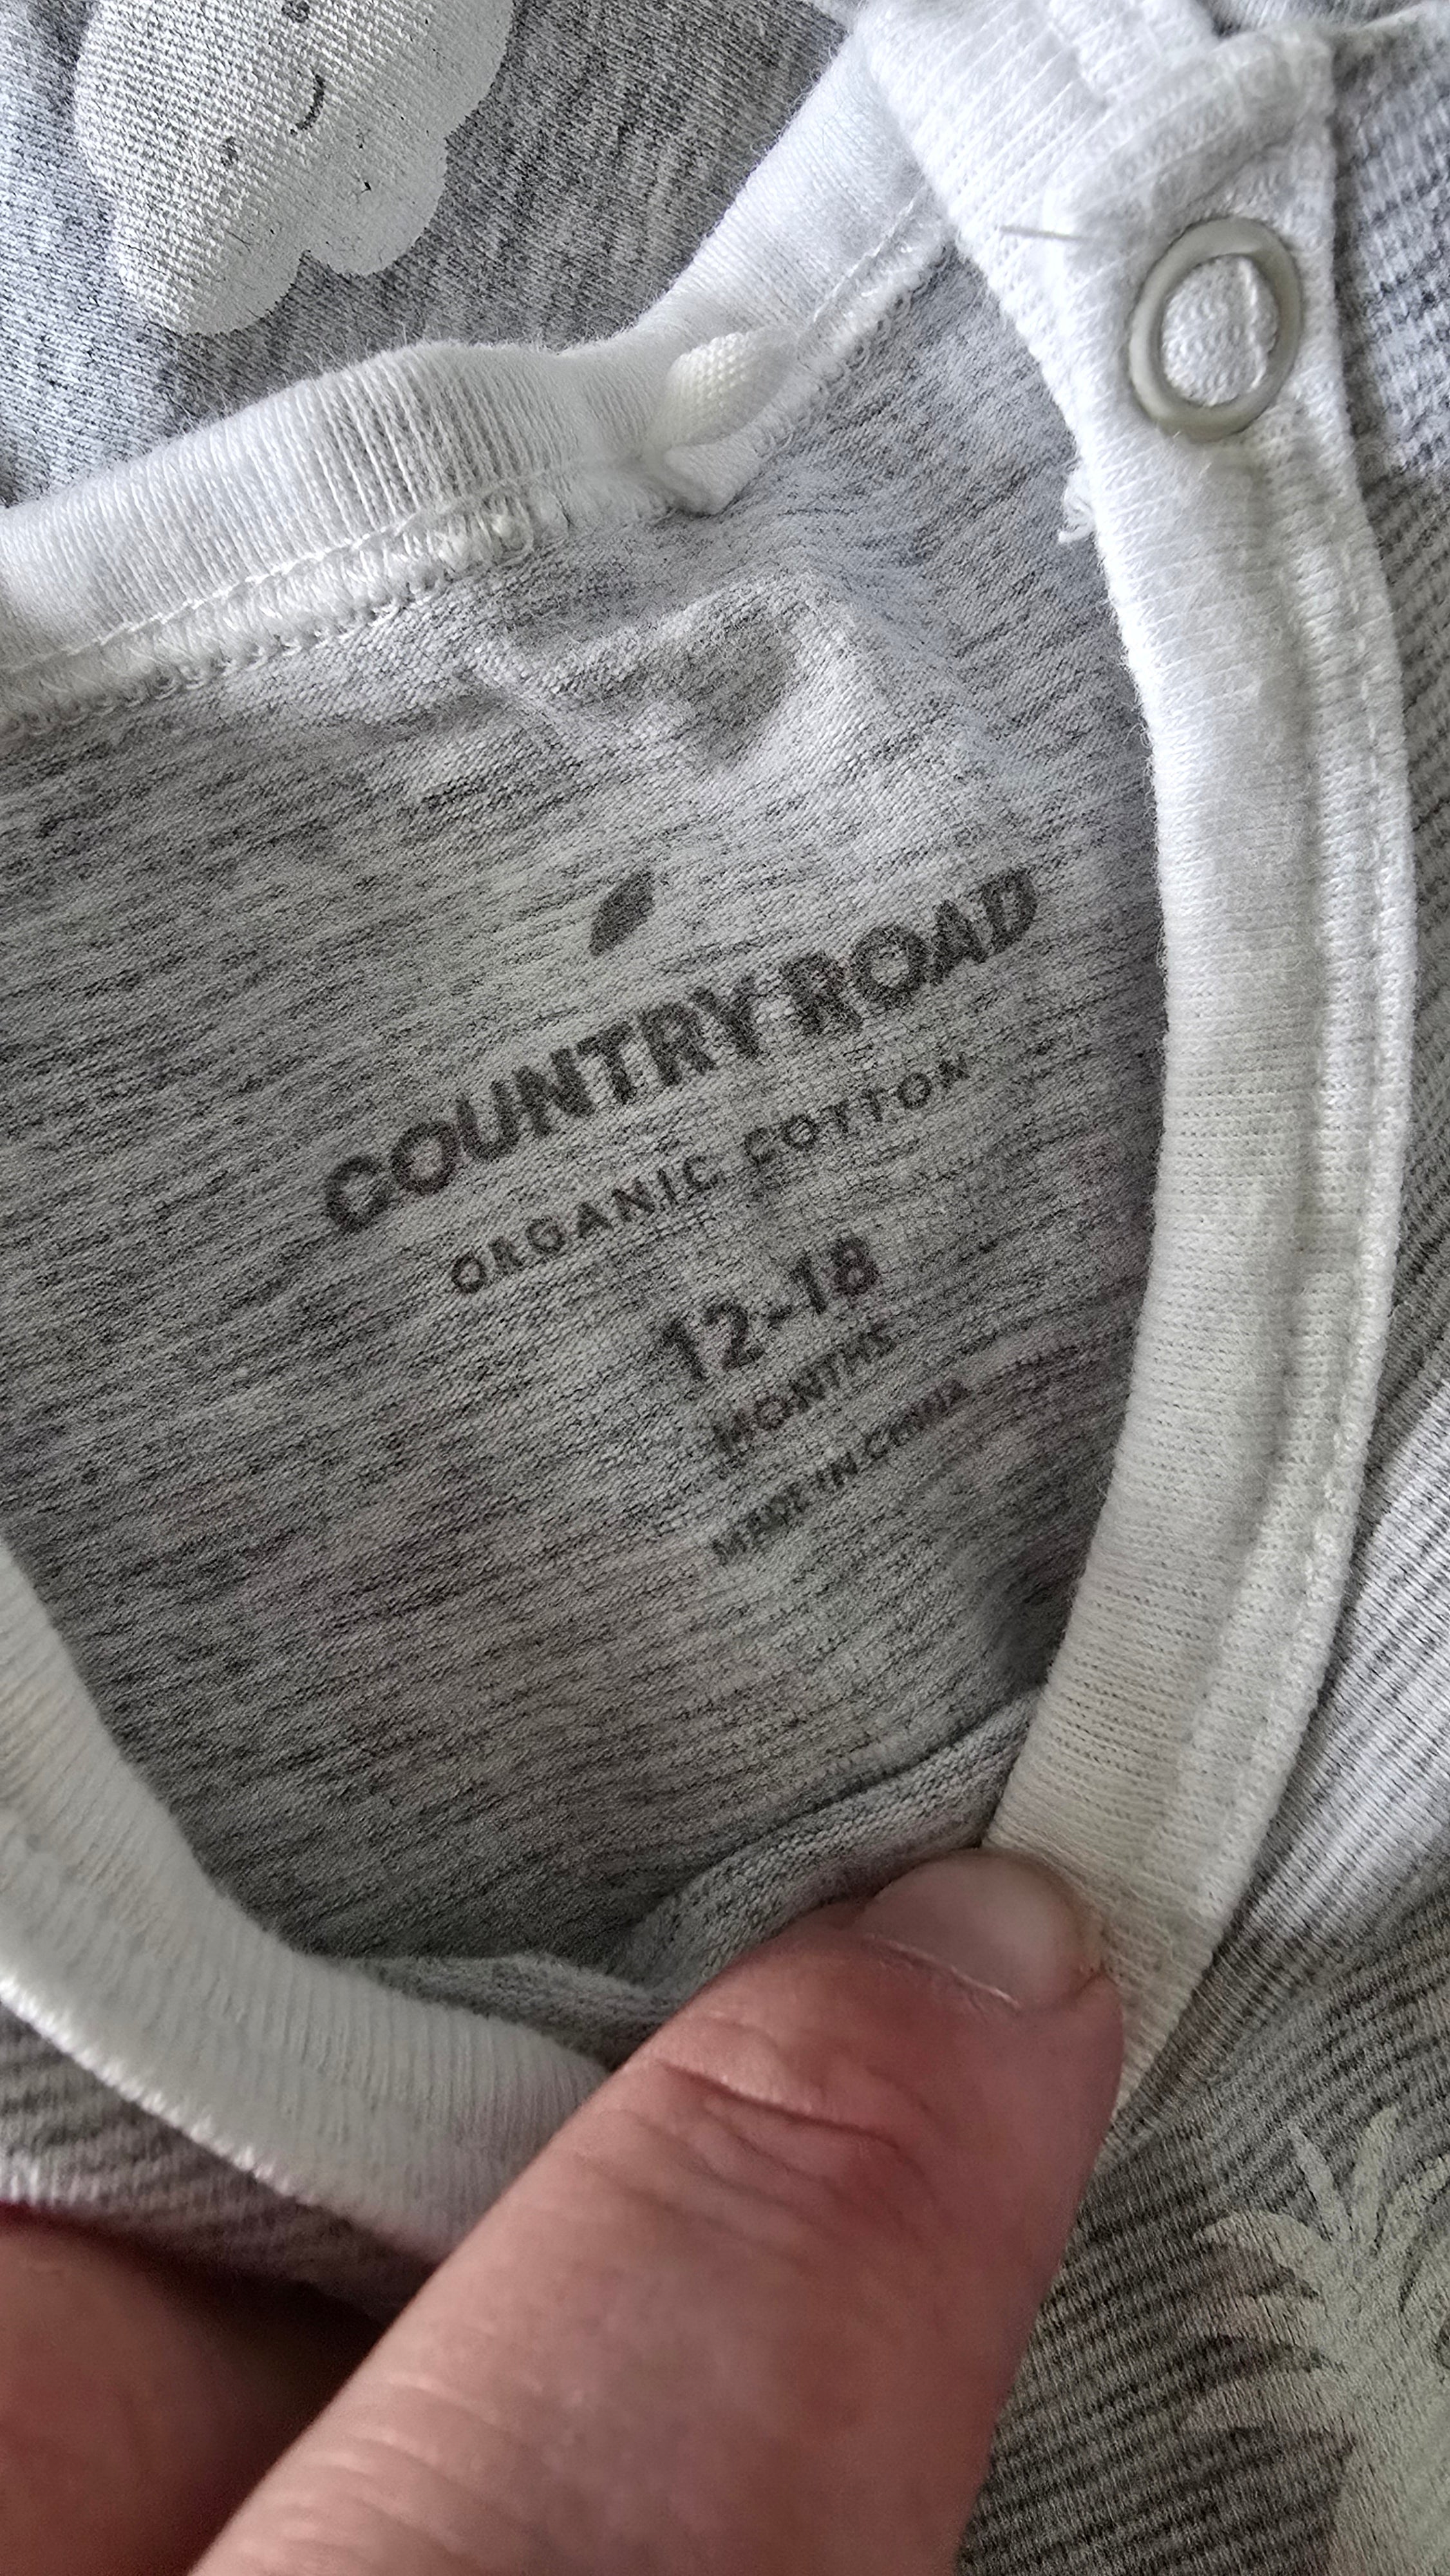 COUNTRY ROAD
ORGANIC COTTON
12-18
MONTHS
MADE IN CHINA